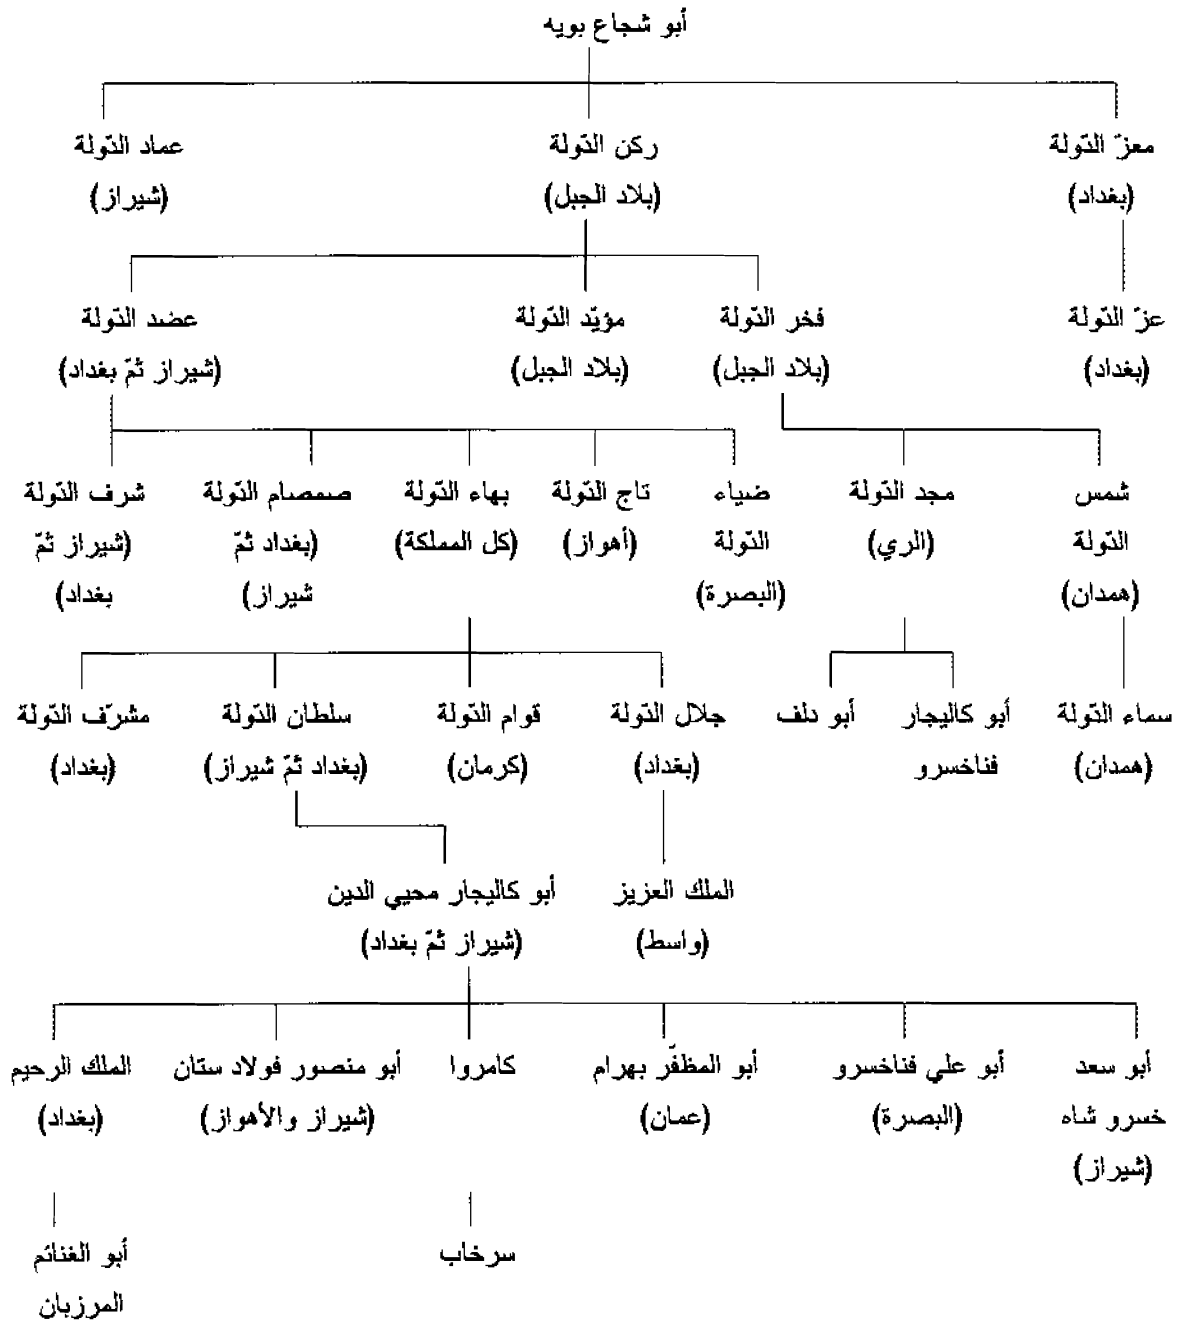 أبو شجاع بويه
معزّ الدّولة ركن الدّولة عماد الدّولة
(بغداد) (بلاد الجبل) (شيراز)
عزّ الدّولة فخر الدّولة مؤيّد الدّولة عضد الدّولة
(بغداد) (بلاد الجبل) (بلاد الجبل) (شيراز ثمّ بغداد)
شمس مجد الدّولة ضياء تاج الدّولة بهاء الدّولة صمصام الدّولة شرف الدّولة
الدّولة (الري) الدّولة (أهواز) (كل المملكة) (بغداد ثمّ (شيراز ثمّ
(همدان) (البصرة) شيراز) بغداد)
سماء الدّولة أبو كاليجار أبو دلف جلال الدّولة قوام الدّولة سلطان الدّولة مشرّف الدّولة
(همدان) فناخسرو (بغداد) (كرمان) (بغداد ثمّ شيراز) (بغداد)
الملك العزيز أبو كاليجار محيي الدين
(واسط) (شيراز ثمّ بغداد)
أبو سعد أبو علي فناخسرو أبو المظفّر بهرام كامروا أبو منصور فولاد ستان الملك الرحيم
خسرو شاه (البصرة) (عمان) (شيراز والأهواز) (بغداد)
(شيراز)
سرخاب أبو الغنائم
المرزبان